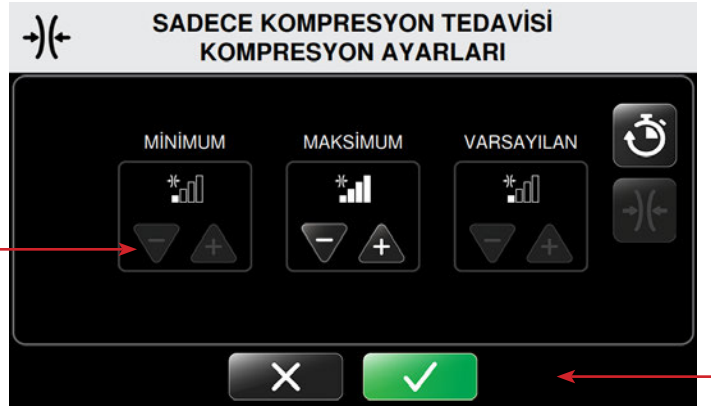 SADECE KOMPRESYON TEDAVİSİ
KOMPRESYON AYARLARI
MİNİMUM
MAKSİMUM
VARSAYILAN